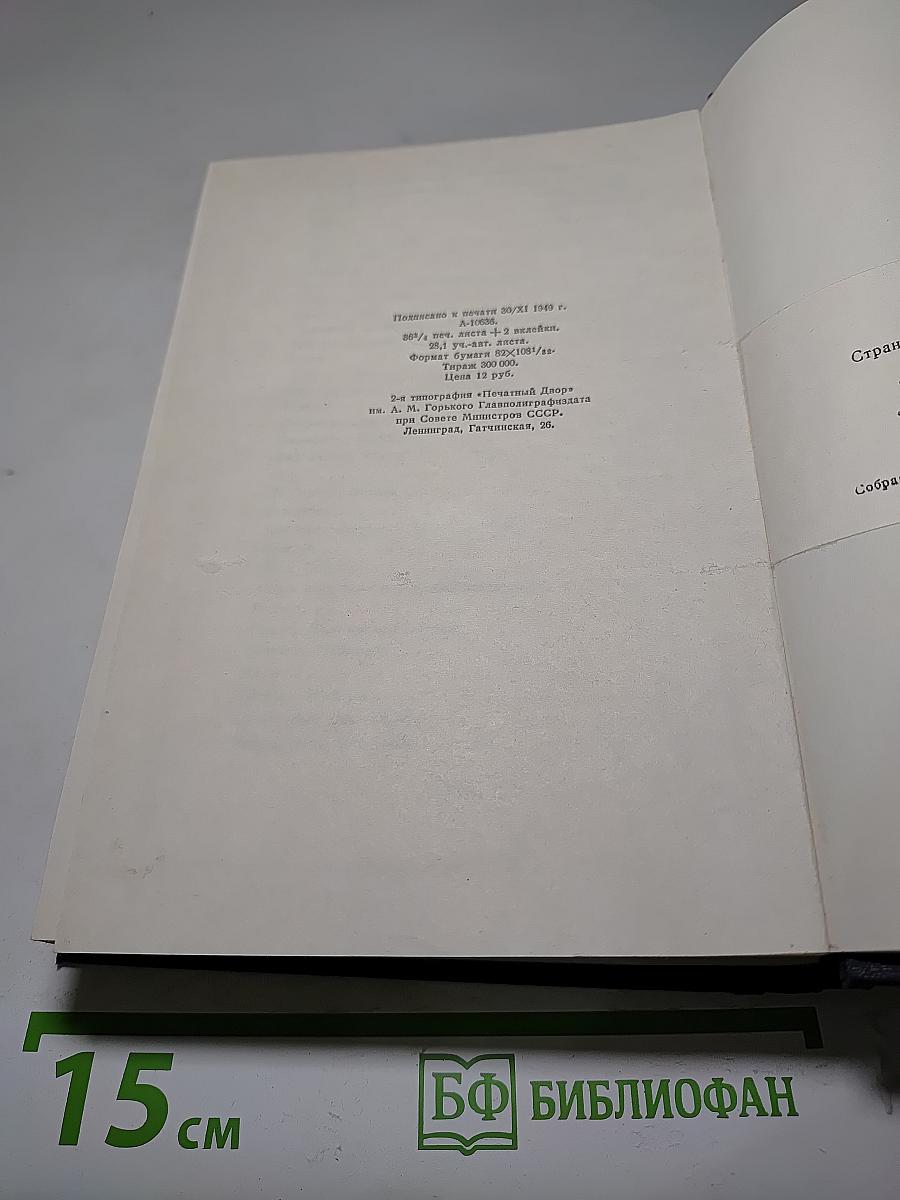 Подписано к печати 30/XI 1949 г.
А-10636.
36³/₄ печ. листа + 2 вклейки.
28,1 уч.-авт. листа.
Формат бумаги 82×108¹/₃₂.
Тираж 300 000.
Цена 12 руб.
2-я типография «Печатный Двор»
им. А. М. Горького Главполиграфиздата
при Совете Министров СССР.
Ленинград, Гатчинская, 26.
Стран
Собра
15 см
БФ БИБЛИОФАН